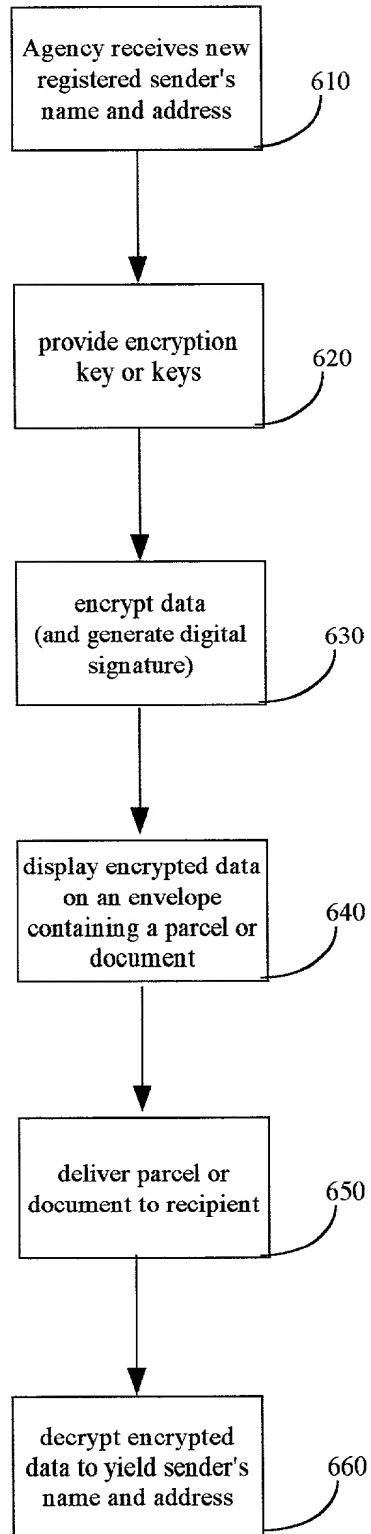 Agency receives new
registered sender's
name and address
610
provide encryption
key or keys
620
encrypt data
(and generate digital
signature)
630
display encrypted data
on an envelope
containing a parcel or
document
640
deliver parcel or
document to recipient
650
decrypt encrypted
data to yield sender's
name and address
660